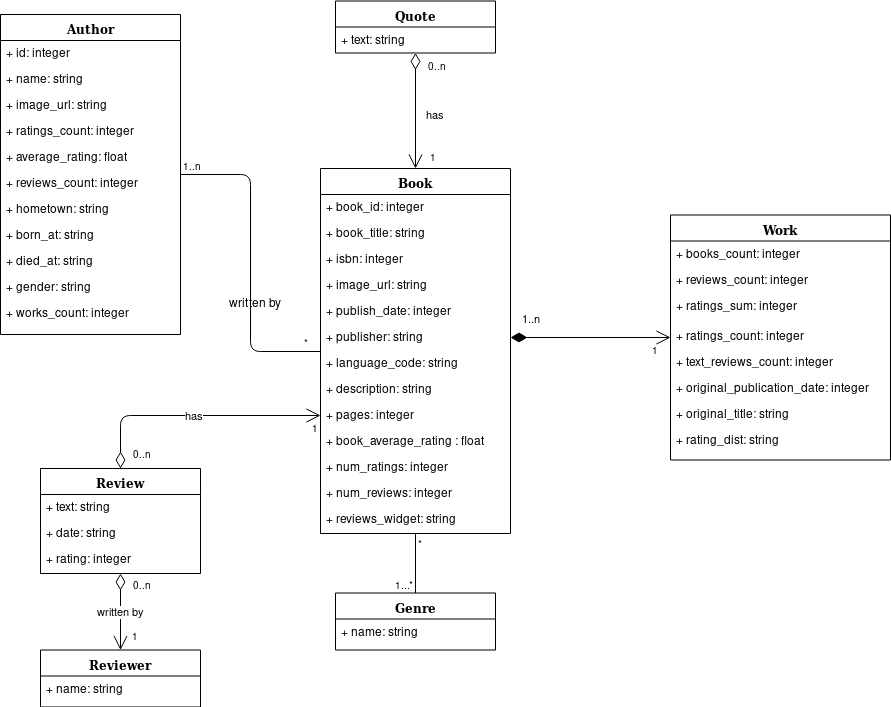 Author
+ id: integer
+ name: string
+ image_url: string
+ ratings_count: integer
+ average_rating: float
+ reviews_count: integer
+ hometown: string
+ born_at: string
+ died_at: string
+ gender: string
+ works_count: integer
1..n
written by
*
Quote
+ text: string
0..n
has
1
Book
+ book_id: integer
+ book_title: string
+ isbn: integer
+ image_url: string
+ publish_date: integer
+ publisher: string
+ language_code: string
+ description: string
+ pages: integer
+ book_average_rating : float
+ num_ratings: integer
+ num_reviews: integer
+ reviews_widget: string
1..n
1
Work
+ books_count: integer
+ reviews_count: integer
+ ratings_sum: integer
+ ratings_count: integer
+ text_reviews_count: integer
+ original_publication_date: integer
+ original_title: string
+ rating_dist: string
has
1
0..n
Review
+ text: string
+ date: string
+ rating: integer
0..n
written by
1
Reviewer
+ name: string
*
1...*
Genre
+ name: string